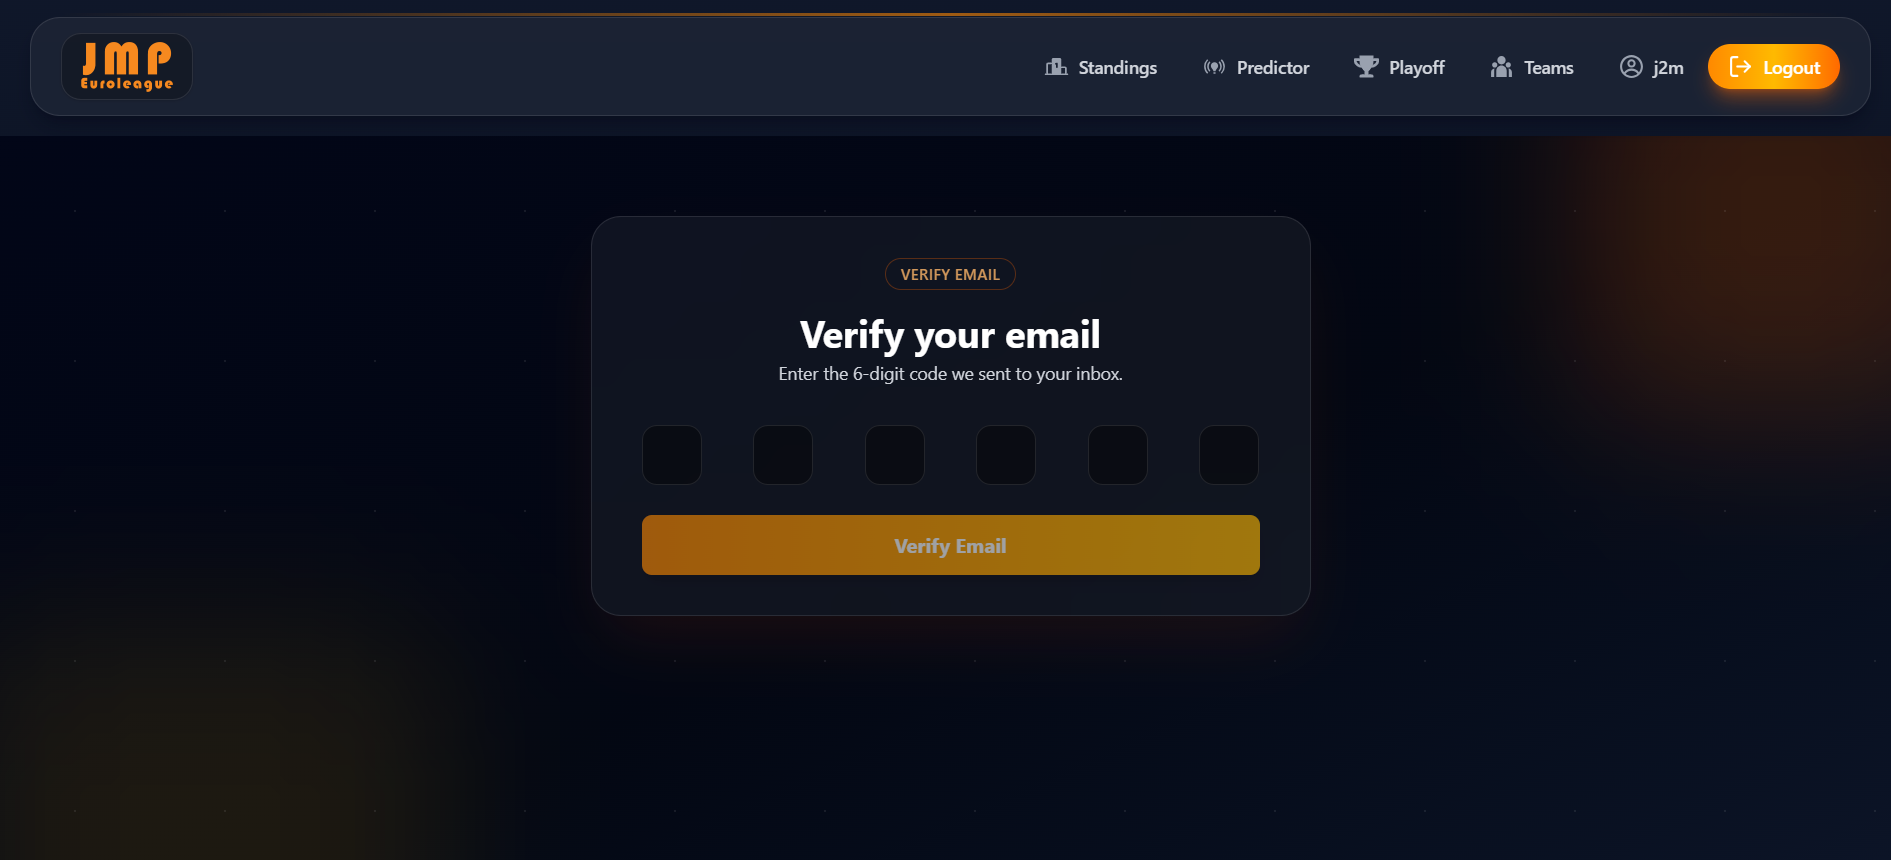 JMP
Euroleague
Standings
Predictor
Playoff
Teams
j2m
Logout
VERIFY EMAIL
Verify your email
Enter the 6-digit code we sent to your inbox.
Verify Email